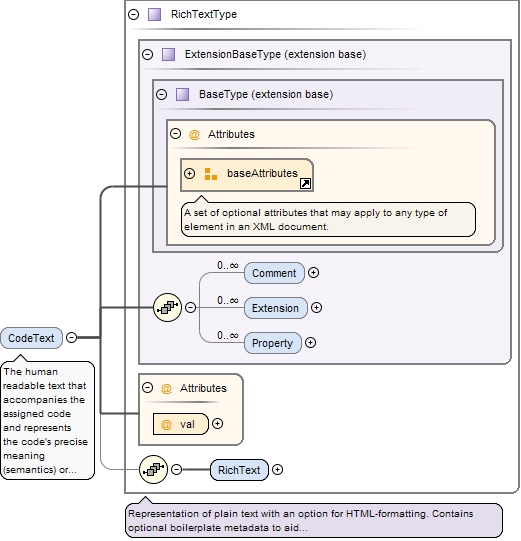 RichTextType
ExtensionBaseType (extension base)
BaseType (extension base)
@ Attributes
baseAttributes
A set of optional attributes that may apply to any type of
element in an XML document.
0..∞
Comment
0..∞
Extension
0..∞
Property
CodeText
The human
readable text that
accompanies the
assigned code
and represents
the code's precise
meaning
(semantics) or...
@ Attributes
@ val
RichText
Representation of plain text with an option for HTML-formatting. Contains
optional boilerplate metadata to aid...